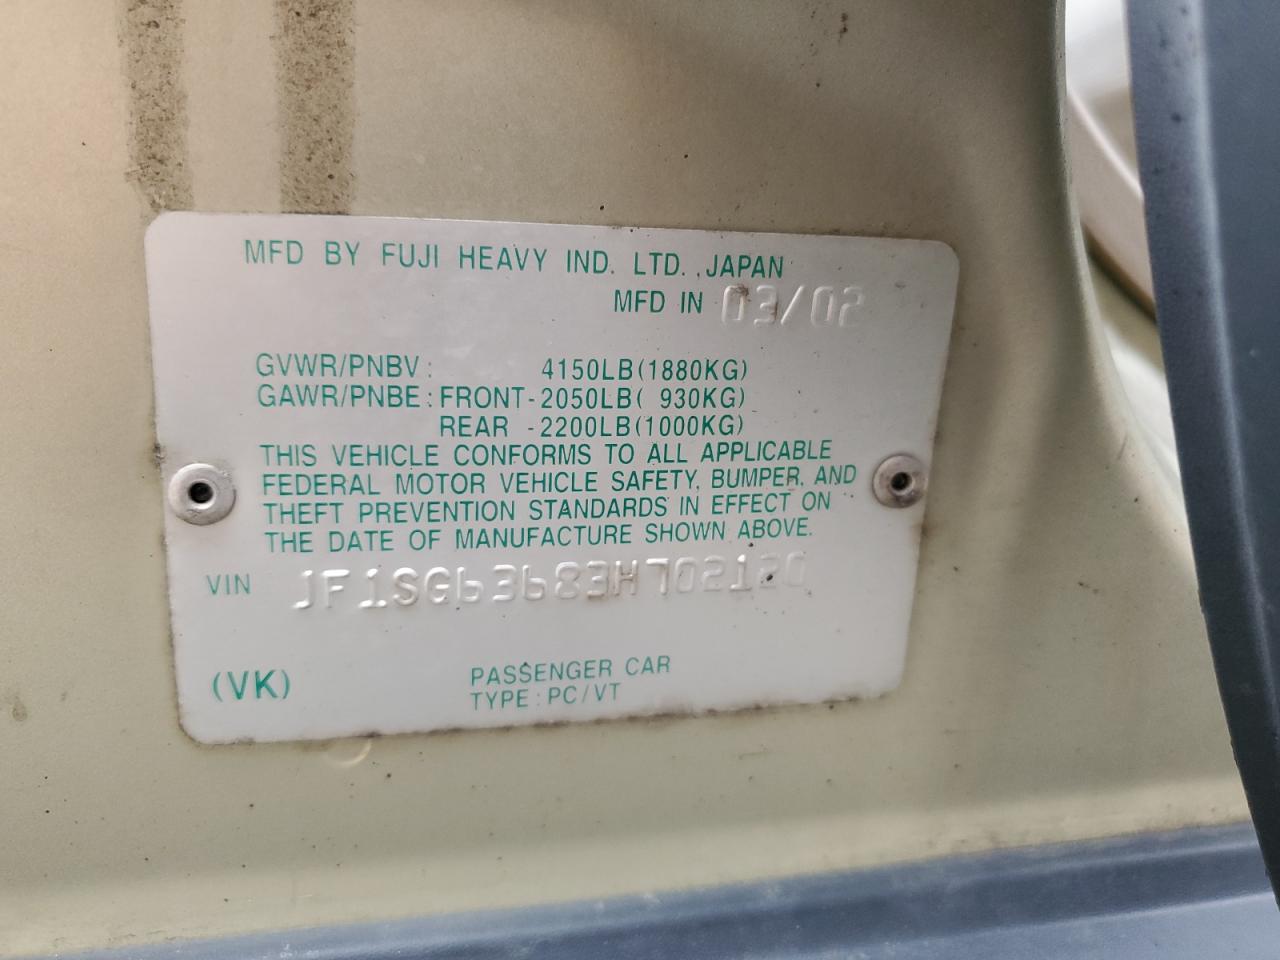 MFD BY FUJI HEAVY IND. LTD., JAPAN
MFD IN 03/02
GVWR/PNBV: 4150LB(1880KG)
GAWR/PNBE: FRONT-2050LB( 930KG)
REAR -2200LB(1000KG)
THIS VEHICLE CONFORMS TO ALL APPLICABLE
FEDERAL MOTOR VEHICLE SAFETY, BUMPER, AND
THEFT PREVENTION STANDARDS IN EFFECT ON
THE DATE OF MANUFACTURE SHOWN ABOVE.
VIN JF1SG63683H702120
(VK) PASSENGER CAR
TYPE: PC/VT